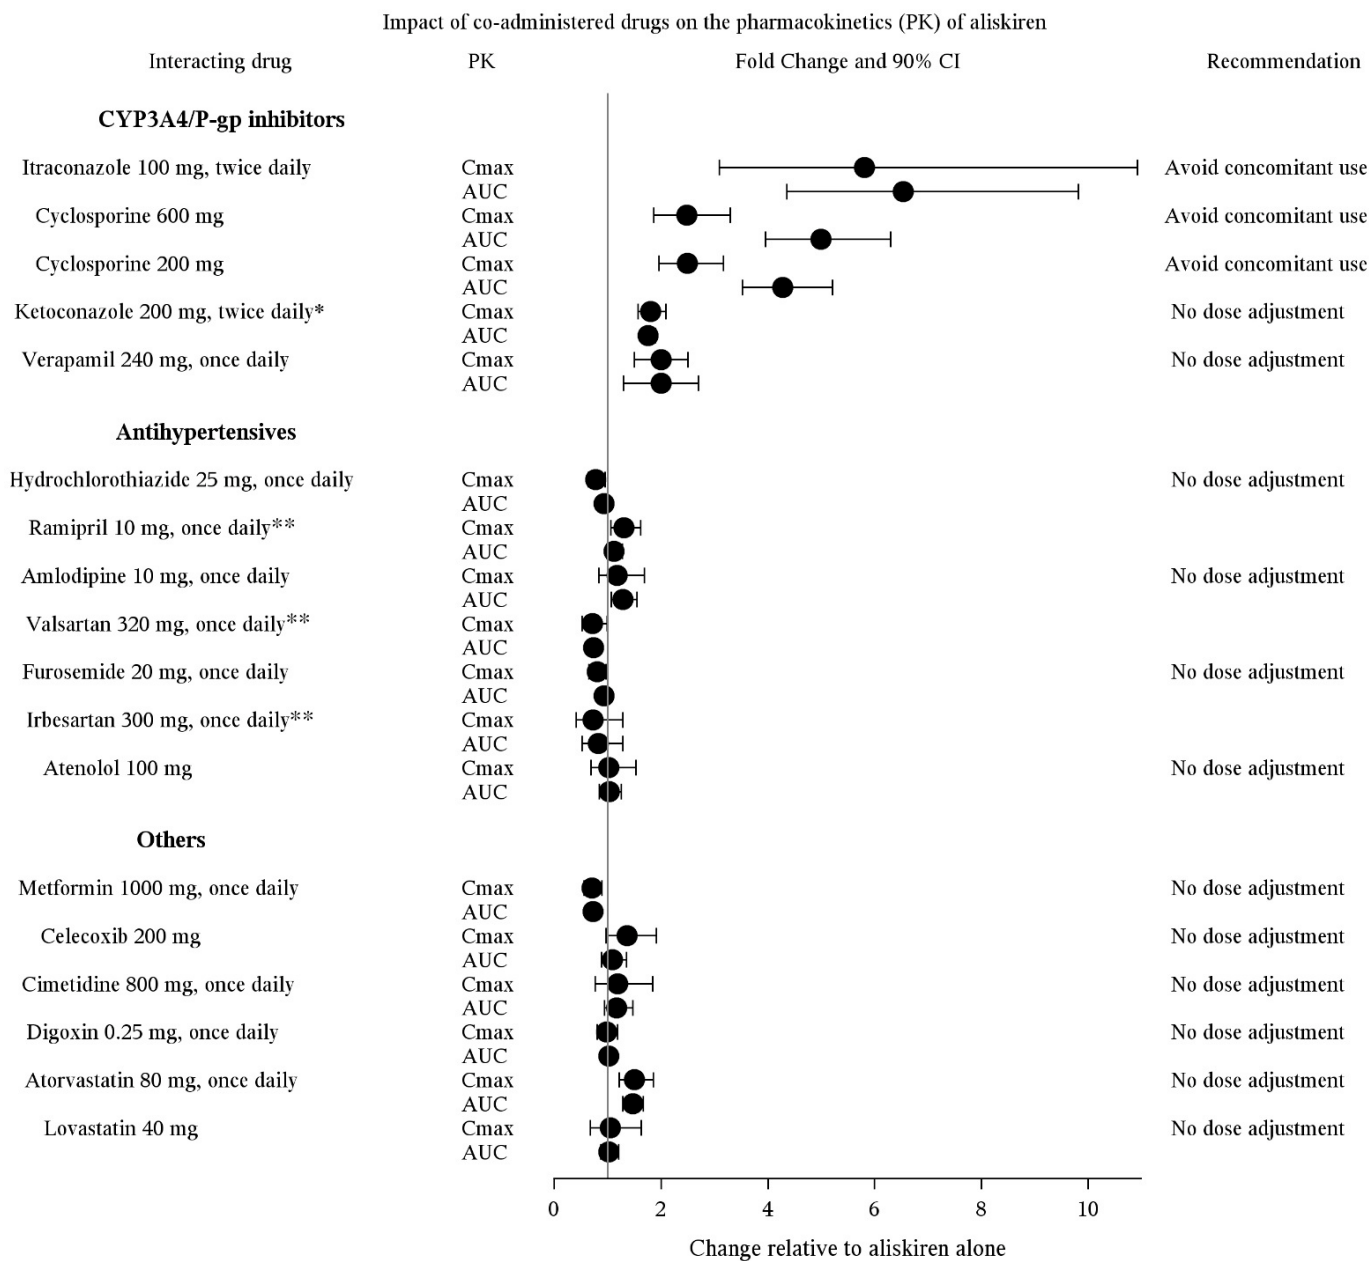 Impact of co-administered drugs on the pharmacokinetics (PK) of aliskiren
Interacting drug PK Fold Change and 90% CI Recommendation
CYP3A4/P-gp inhibitors
Itraconazole 100 mg, twice daily Cmax Avoid concomitant use
AUC
Cyclosporine 600 mg Cmax Avoid concomitant use
AUC
Cyclosporine 200 mg Cmax Avoid concomitant use
AUC
Ketoconazole 200 mg, twice daily* Cmax No dose adjustment
AUC
Verapamil 240 mg, once daily Cmax No dose adjustment
AUC
Antihypertensives
Hydrochlorothiazide 25 mg, once daily Cmax No dose adjustment
AUC
Ramipril 10 mg, once daily** Cmax
AUC
Amlodipine 10 mg, once daily Cmax No dose adjustment
AUC
Valsartan 320 mg, once daily** Cmax
AUC
Furosemide 20 mg, once daily Cmax No dose adjustment
AUC
Irbesartan 300 mg, once daily** Cmax
AUC
Atenolol 100 mg Cmax No dose adjustment
AUC
Others
Metformin 1000 mg, once daily Cmax No dose adjustment
AUC
Celecoxib 200 mg Cmax No dose adjustment
AUC
Cimetidine 800 mg, once daily Cmax No dose adjustment
AUC
Digoxin 0.25 mg, once daily Cmax No dose adjustment
AUC
Atorvastatin 80 mg, once daily Cmax No dose adjustment
AUC
Lovastatin 40 mg Cmax No dose adjustment
AUC
0 2 4 6 8 10
Change relative to aliskiren alone